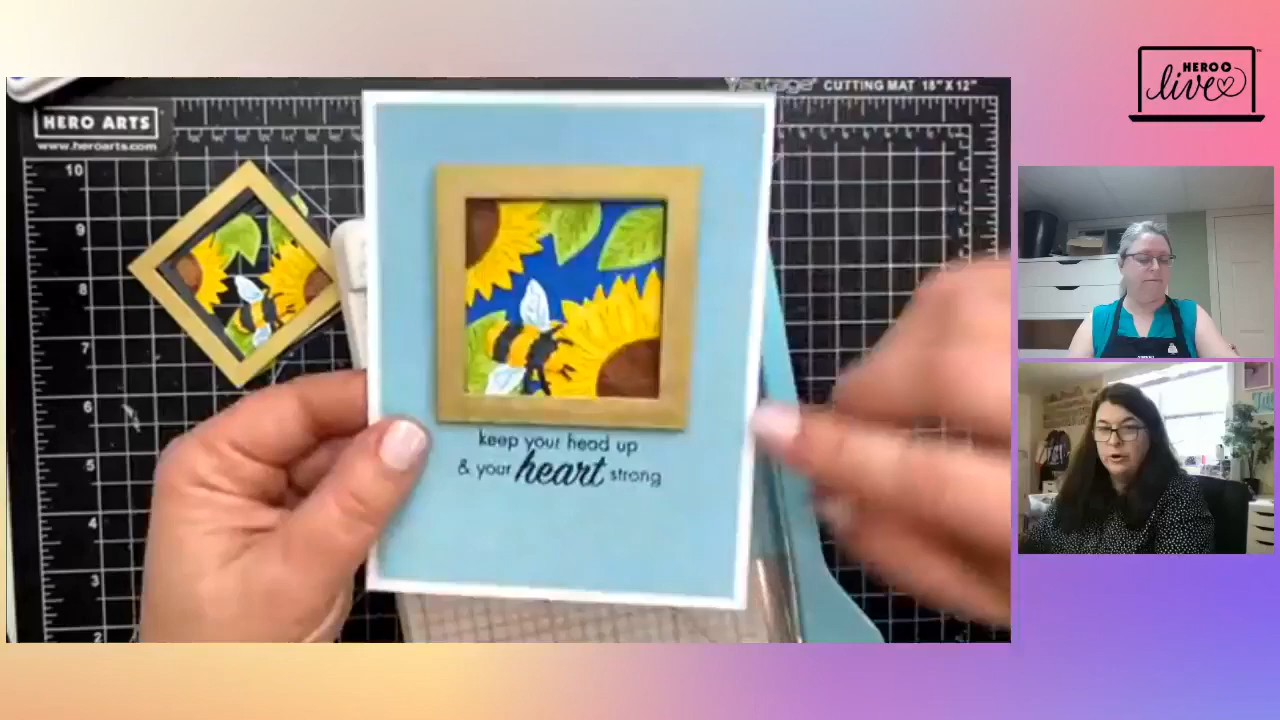 HERO
live
HERO ARTS
www.heroarts.com
Vantage CUTTING MAT 18" X 12"
10
9
8
7
6
5
4
3
2
keep your head up
& your heart strong